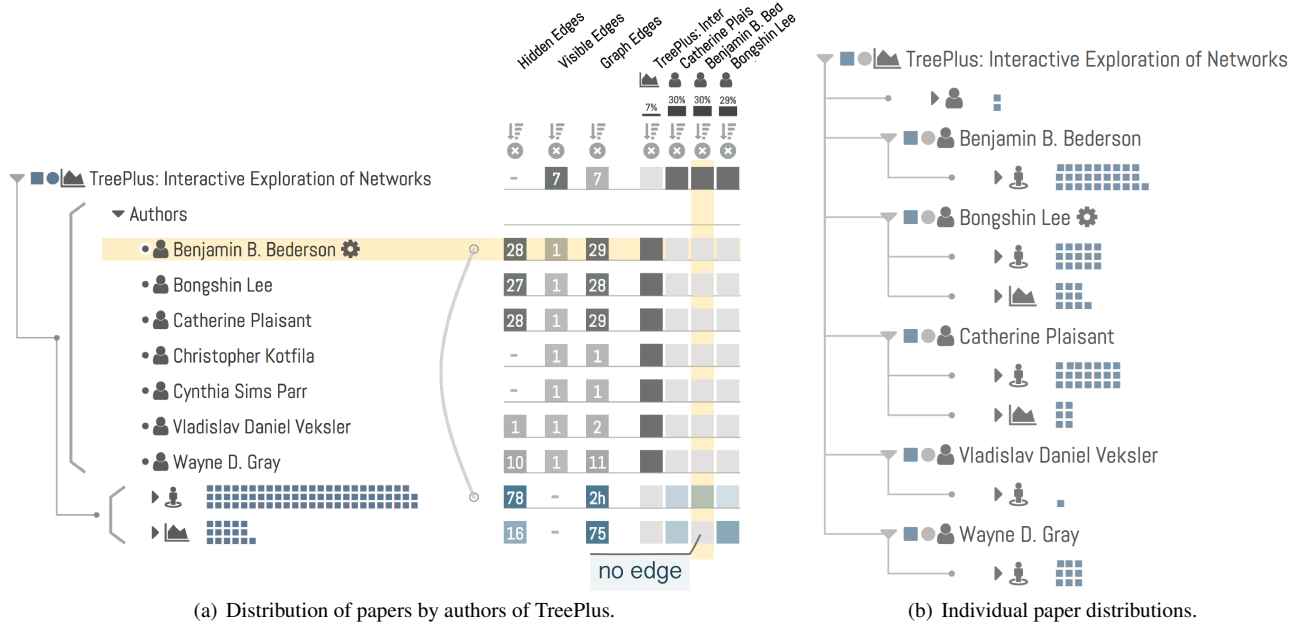 Hidden Edges
Visible Edges
Graph Edges
TreePlus: Inter
Catherine Plais
Benjamin B. Bed
Bongshin Lee
7%
30%
30%
29%
TreePlus: Interactive Exploration of Networks
-
7
7
Authors
Benjamin B. Bederson
28
1
29
Bongshin Lee
27
1
28
Catherine Plaisant
28
1
29
Christopher Kotfila
-
1
1
Cynthia Sims Parr
-
1
1
Vladislav Daniel Veksler
1
1
2
Wayne D. Gray
10
1
11
78
-
2h
16
-
75
no edge
(a) Distribution of papers by authors of TreePlus.
TreePlus: Interactive Exploration of Networks
Benjamin B. Bederson
Bongshin Lee
Catherine Plaisant
Vladislav Daniel Veksler
Wayne D. Gray
(b) Individual paper distributions.